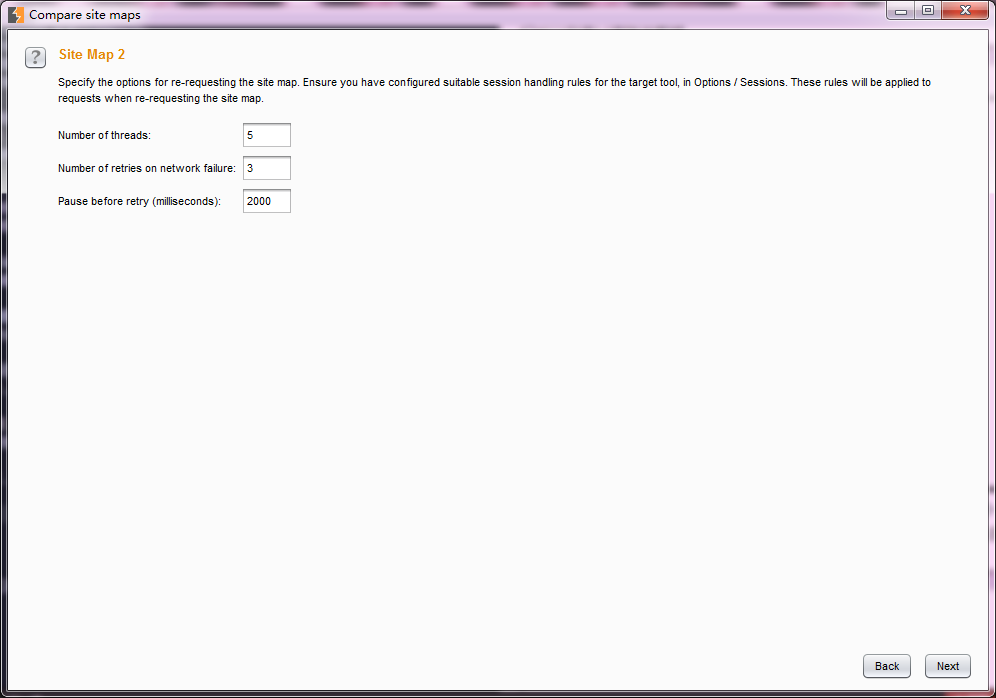 Compare site maps
?
Site Map 2
Specify the options for re-requesting the site map. Ensure you have configured suitable session handling rules for the target tool, in Options / Sessions. These rules will be applied to
requests when re-requesting the site map.
Number of threads: 5
Number of retries on network failure: 3
Pause before retry (milliseconds): 2000
Back Next